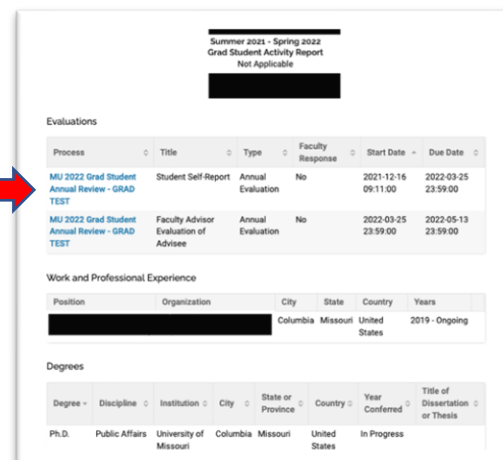 Summer 2021 - Spring 2022
Grad Student Activity Report
Not Applicable
Evaluations
Process Title Type Faculty Response Start Date Due Date
MU 2022 Grad Student Annual Review - GRAD TEST Student Self-Report Annual Evaluation No 2021-12-16 09:11:00 2022-03-25 23:59:00
MU 2022 Grad Student Annual Review - GRAD TEST Faculty Advisor Evaluation of Advisee Annual Evaluation No 2022-03-25 23:59:00 2022-05-13 23:59:00
Work and Professional Experience
Position Organization City State Country Years
Columbia Missouri United States 2019 - Ongoing
Degrees
Degree Discipline Institution City State or Province Country Year Conferred Title of Dissertation or Thesis
Ph.D. Public Affairs University of Missouri Columbia Missouri United States In Progress